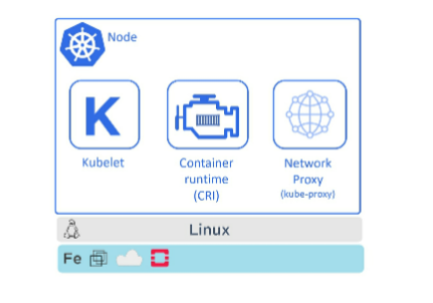 Node
K
Kubelet
Container
runtime
(CRI)
Network
Proxy
(kube-proxy)
Linux
Fe